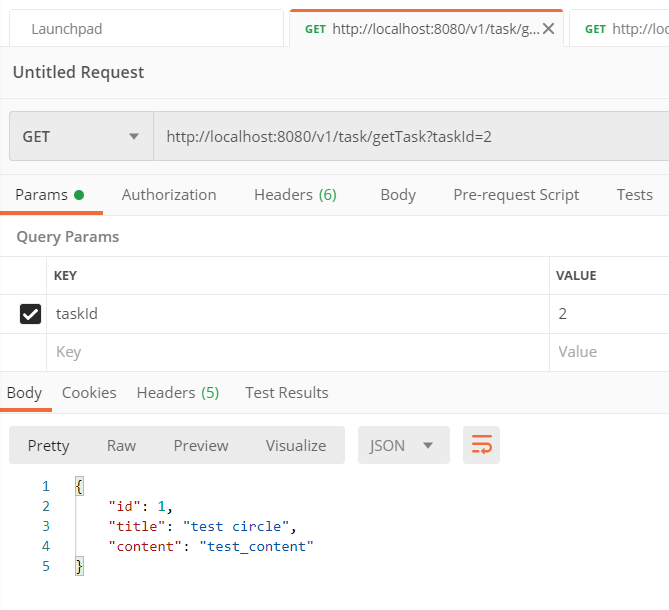 Launchpad
GET http://localhost:8080/v1/task/g...
GET http://loc
Untitled Request
GET http://localhost:8080/v1/task/getTask?taskId=2
Params Authorization Headers (6) Body Pre-request Script Tests
Query Params
KEY VALUE
taskId 2
Key Value
Body Cookies Headers (5) Test Results
Pretty Raw Preview Visualize JSON
1 {
2 "id": 1,
3 "title": "test circle",
4 "content": "test_content"
5 }